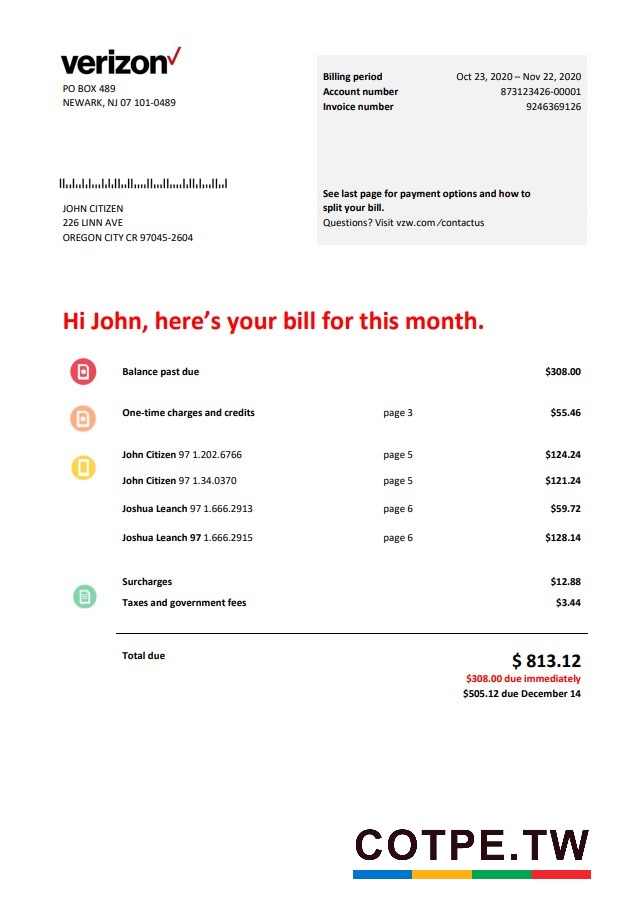 verizon
PO BOX 489
NEWARK, NJ 07 101-0489
Billing period Oct 23, 2020 – Nov 22, 2020
Account number 873123426-00001
Invoice number 9246369126
See last page for payment options and how to
split your bill.
Questions? Visit vzw.com/contactus
JOHN CITIZEN
226 LINN AVE
OREGON CITY CR 97045-2604
Hi John, here’s your bill for this month.
Balance past due $308.00
One-time charges and credits page 3 $55.46
John Citizen 97 1.202.6766 page 5 $124.24
John Citizen 97 1.34.0370 page 5 $121.24
Joshua Leanch 97 1.666.2913 page 6 $59.72
Joshua Leanch 97 1.666.2915 page 6 $128.14
Surcharges $12.88
Taxes and government fees $3.44
Total due $ 813.12
$308.00 due immediately
$505.12 due December 14
COTPE.TW